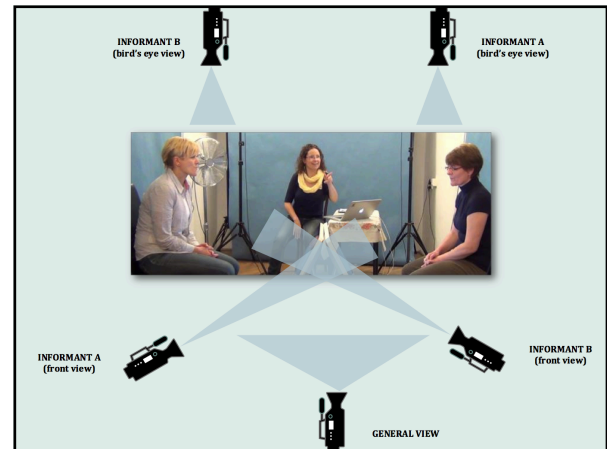 INFORMANT B
(bird's eye view)
INFORMANT A
(bird's eye view)
INFORMANT A
(front view)
INFORMANT B
(front view)
GENERAL VIEW